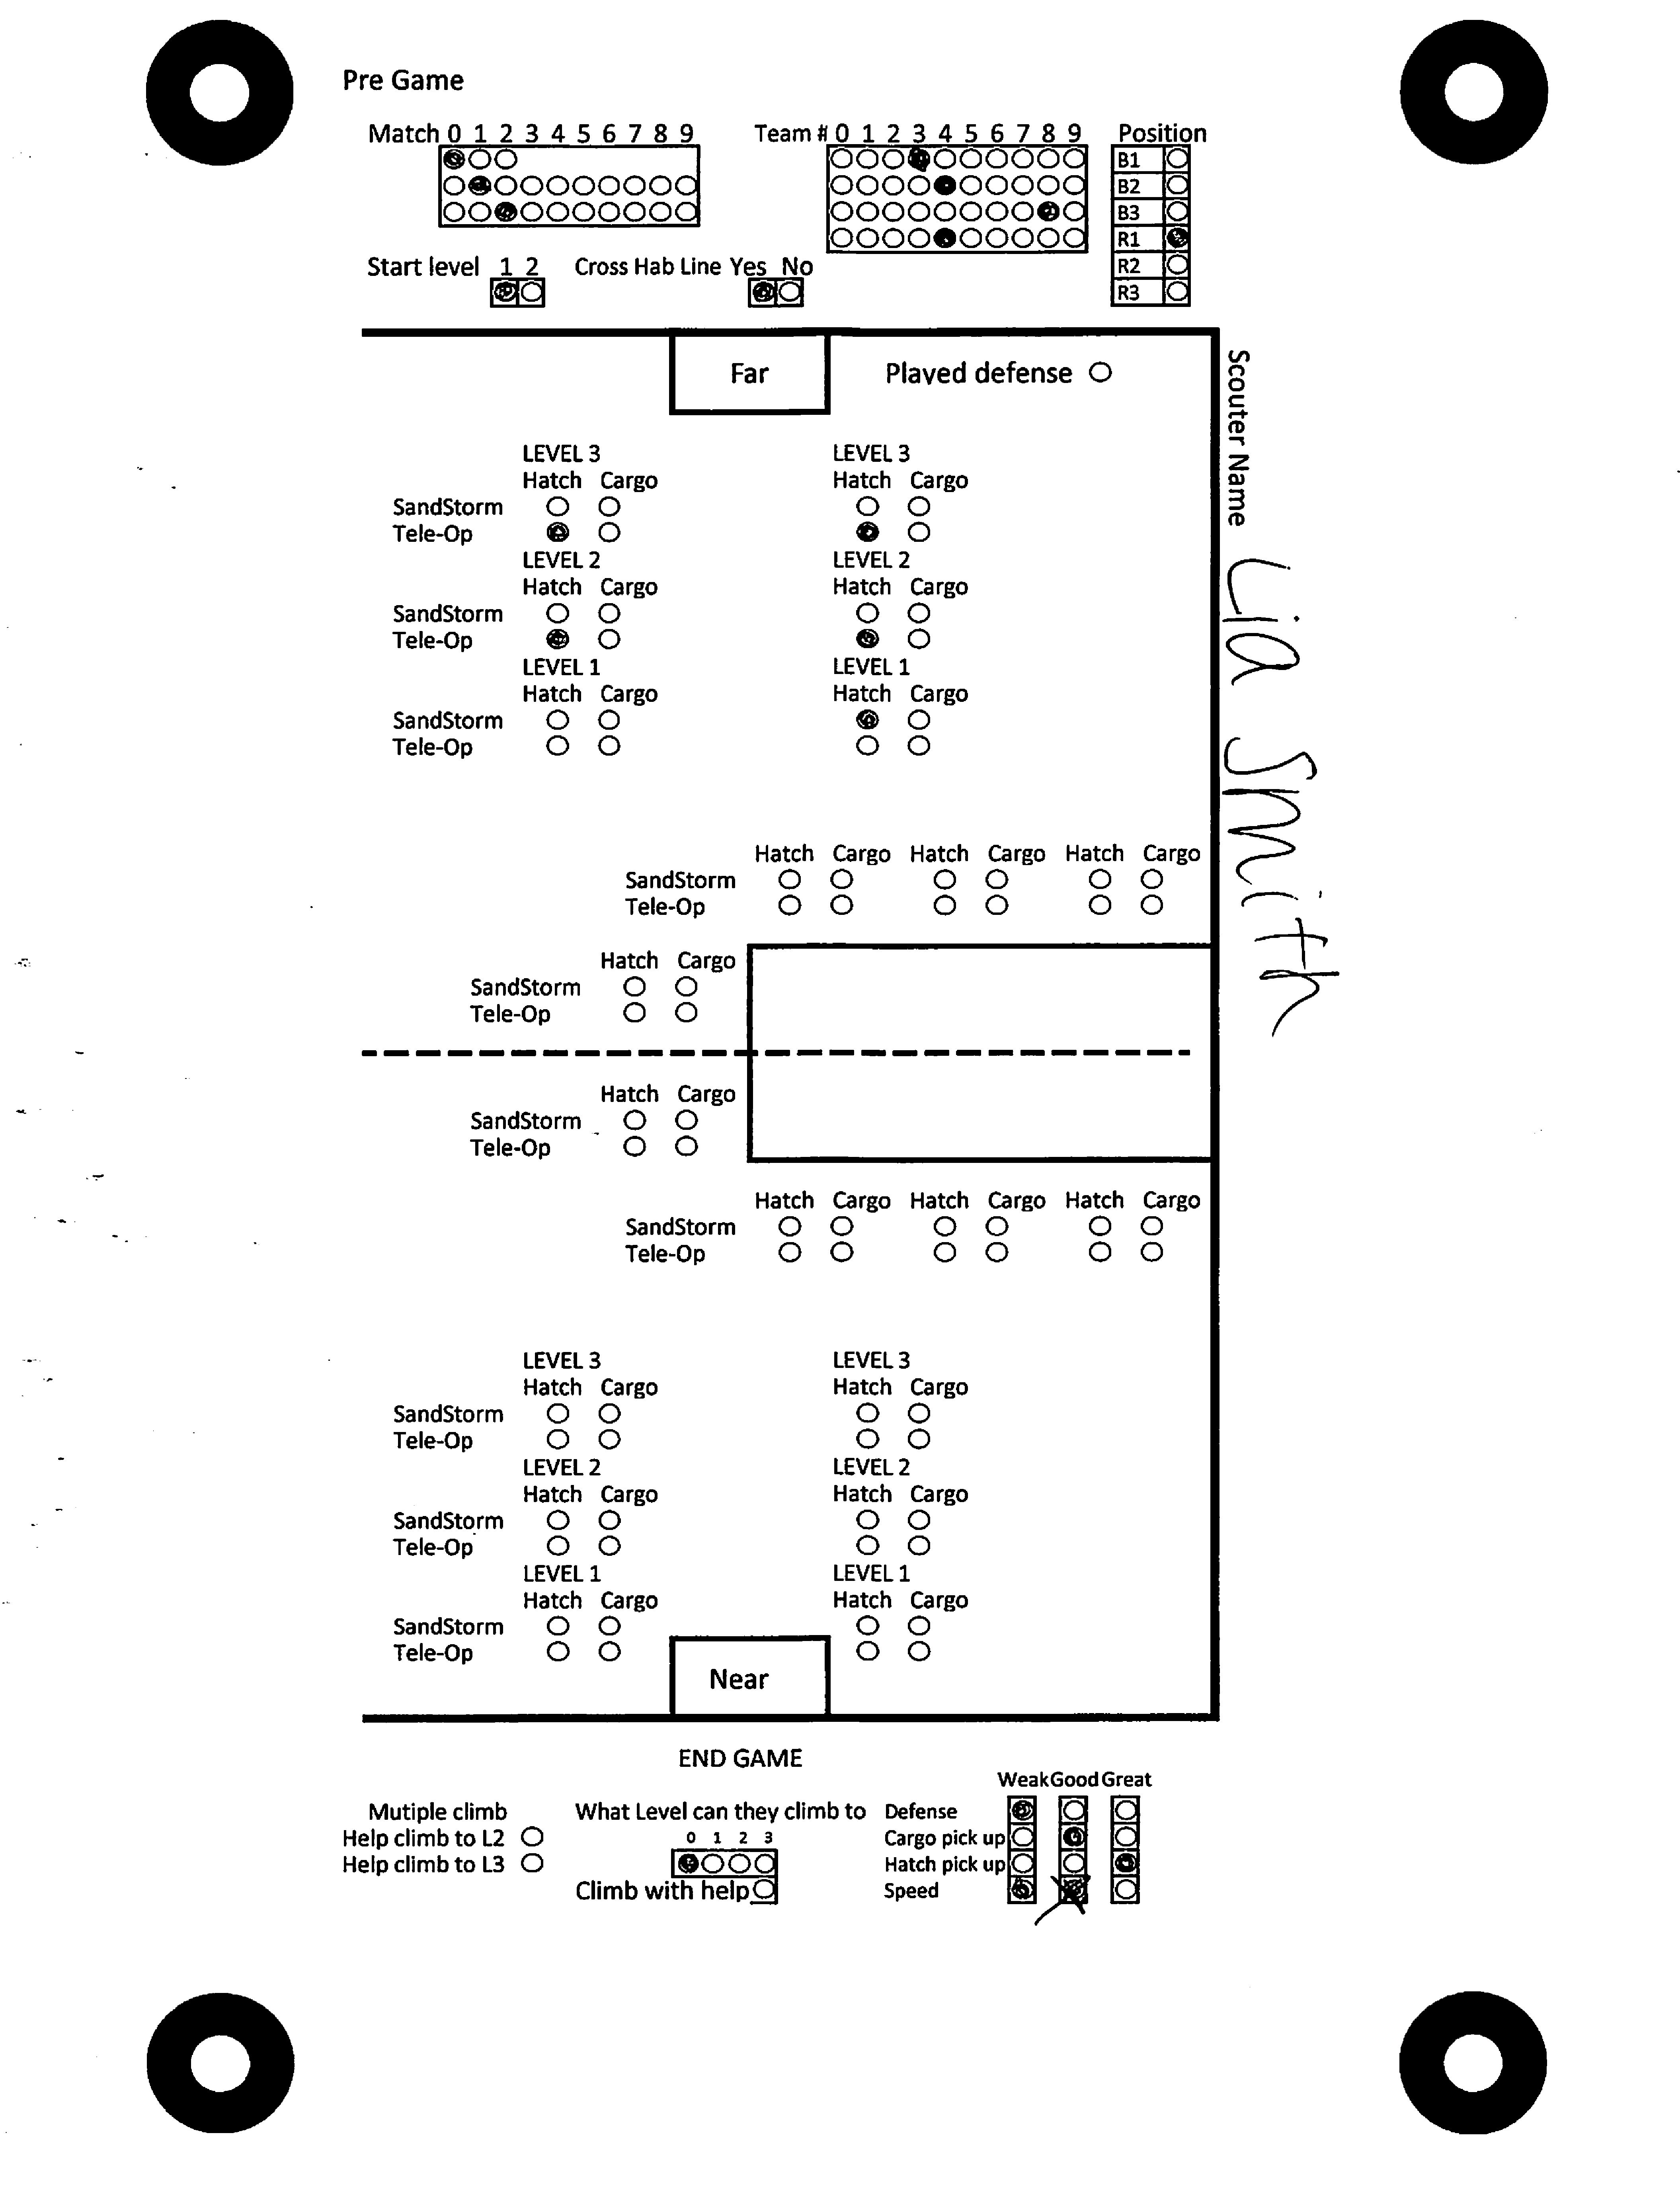 Pre Game
Match 0 1 2 3 4 5 6 7 8 9
Team # 0 1 2 3 4 5 6 7 8 9
Position
B1
B2
B3
R1
R2
R3
Start level 1 2
Cross Hab Line Yes No
Far
Played defense
Scouter Name Lia Smith
LEVEL 3 LEVEL 3
Hatch Cargo Hatch Cargo
SandStorm
Tele-Op
LEVEL 2 LEVEL 2
Hatch Cargo Hatch Cargo
SandStorm
Tele-Op
LEVEL 1 LEVEL 1
Hatch Cargo Hatch Cargo
SandStorm
Tele-Op
Hatch Cargo Hatch Cargo Hatch Cargo
SandStorm
Tele-Op
Hatch Cargo
SandStorm
Tele-Op
Hatch Cargo
SandStorm
Tele-Op
Hatch Cargo Hatch Cargo Hatch Cargo
SandStorm
Tele-Op
LEVEL 3 LEVEL 3
Hatch Cargo Hatch Cargo
SandStorm
Tele-Op
LEVEL 2 LEVEL 2
Hatch Cargo Hatch Cargo
SandStorm
Tele-Op
LEVEL 1 LEVEL 1
Hatch Cargo Hatch Cargo
SandStorm
Tele-Op
Near
END GAME
Mutiple climb
Help climb to L2
Help climb to L3
What Level can they climb to
0 1 2 3
Climb with help
Weak Good Great
Defense
Cargo pick up
Hatch pick up
Speed